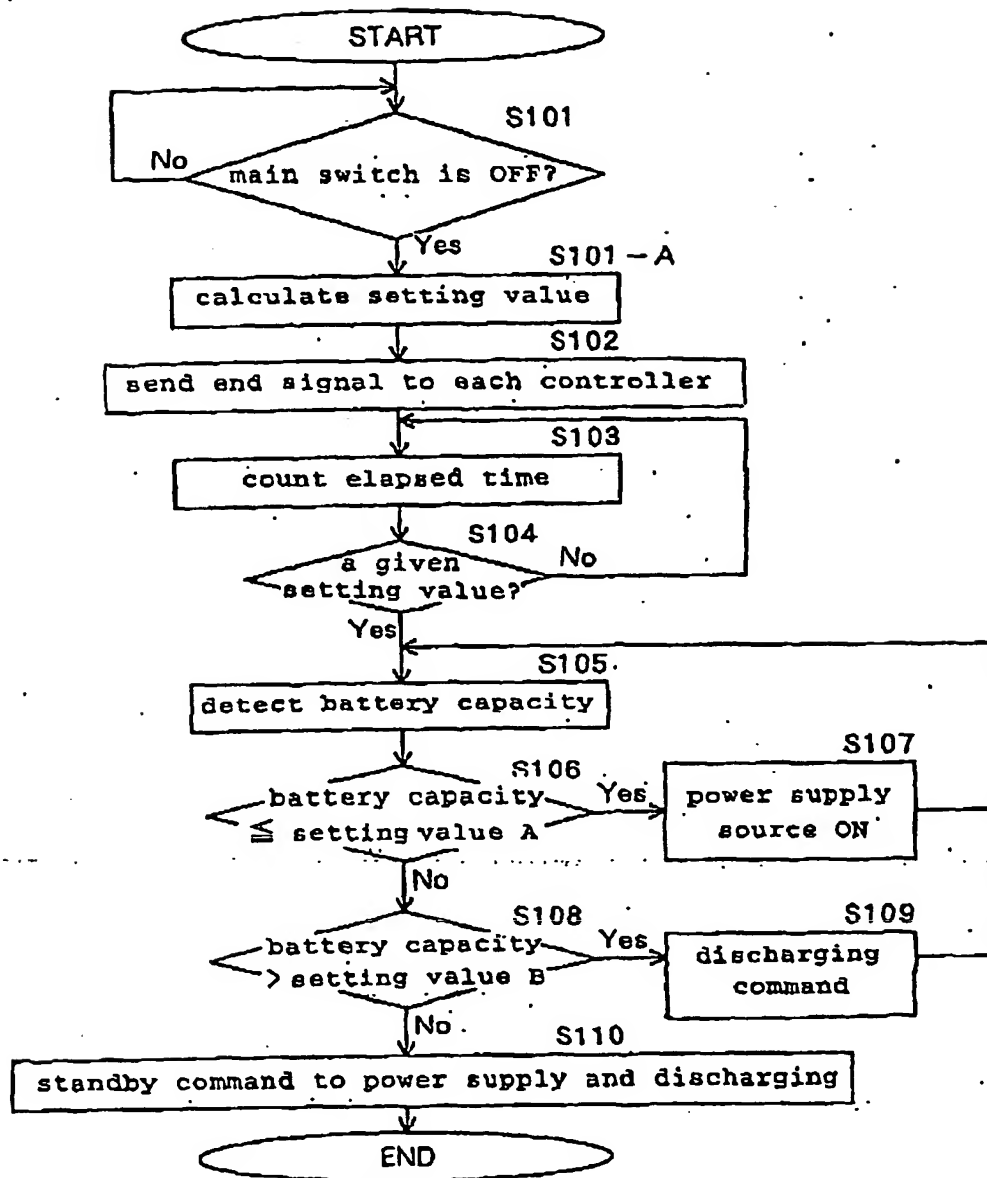 START
S101
No
main switch is OFF?
Yes
S101-A
calculate setting value
S102
send end signal to each controller
S103
count elapsed time
S104
a given
setting value?
No
Yes
S105
detect battery capacity
S106
battery capacity
≦ setting value A
Yes
S107
power supply
source ON
No
S108
battery capacity
> setting value B
Yes
S109
discharging
command
No
S110
standby command to power supply and discharging
END